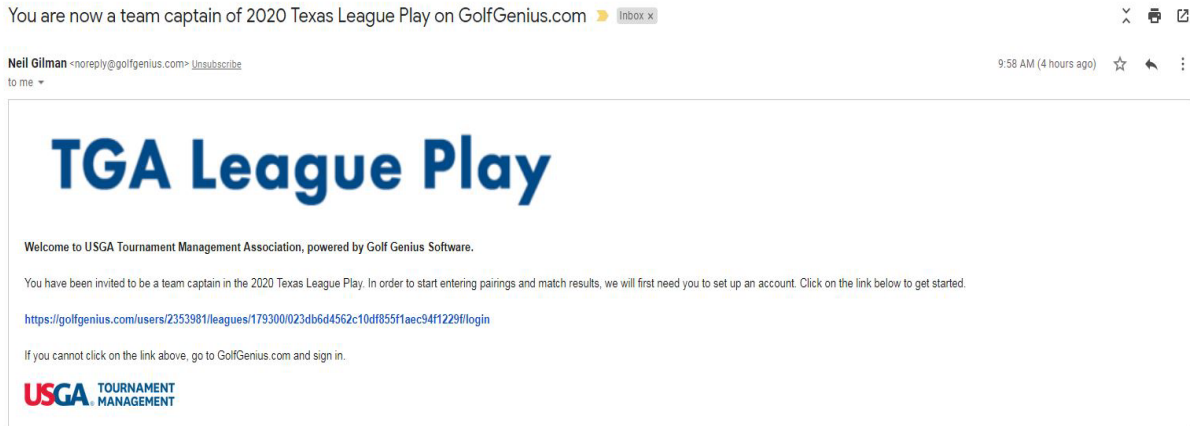 You are now a team captain of 2020 Texas League Play on GolfGenius.com Inbox x
Neil Gilman <noreply@golfgenius.com> Unsubscribe 9:58 AM (4 hours ago)
to me
TGA League Play
Welcome to USGA Tournament Management Association, powered by Golf Genius Software.
You have been invited to be a team captain in the 2020 Texas League Play. In order to start entering pairings and match results, we will first need you to set up an account. Click on the link below to get started.
https://golfgenius.com/users/2353981/leagues/179300/023db6d4562c10df855f1aec94f1229f/login
If you cannot click on the link above, go to GolfGenius.com and sign in.
USGA. TOURNAMENT
MANAGEMENT